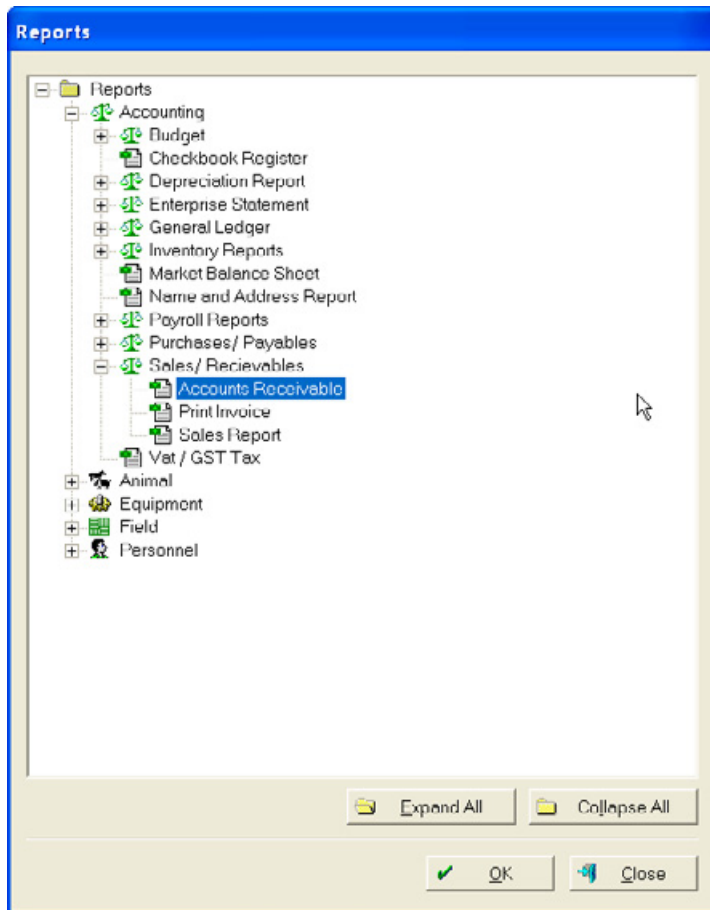 Reports
Reports
Accounting
Budget
Checkbook Register
Depreciation Report
Enterprise Statement
General Ledger
Inventory Reports
Market Balance Sheet
Name and Address Report
Payroll Reports
Purchases/ Payables
Sales/ Recievables
Accounts Receivable
Print Invoice
Sales Report
Vat / GST Tax
Animal
Equipment
Field
Personnel
Expand All Collapse All
OK Close